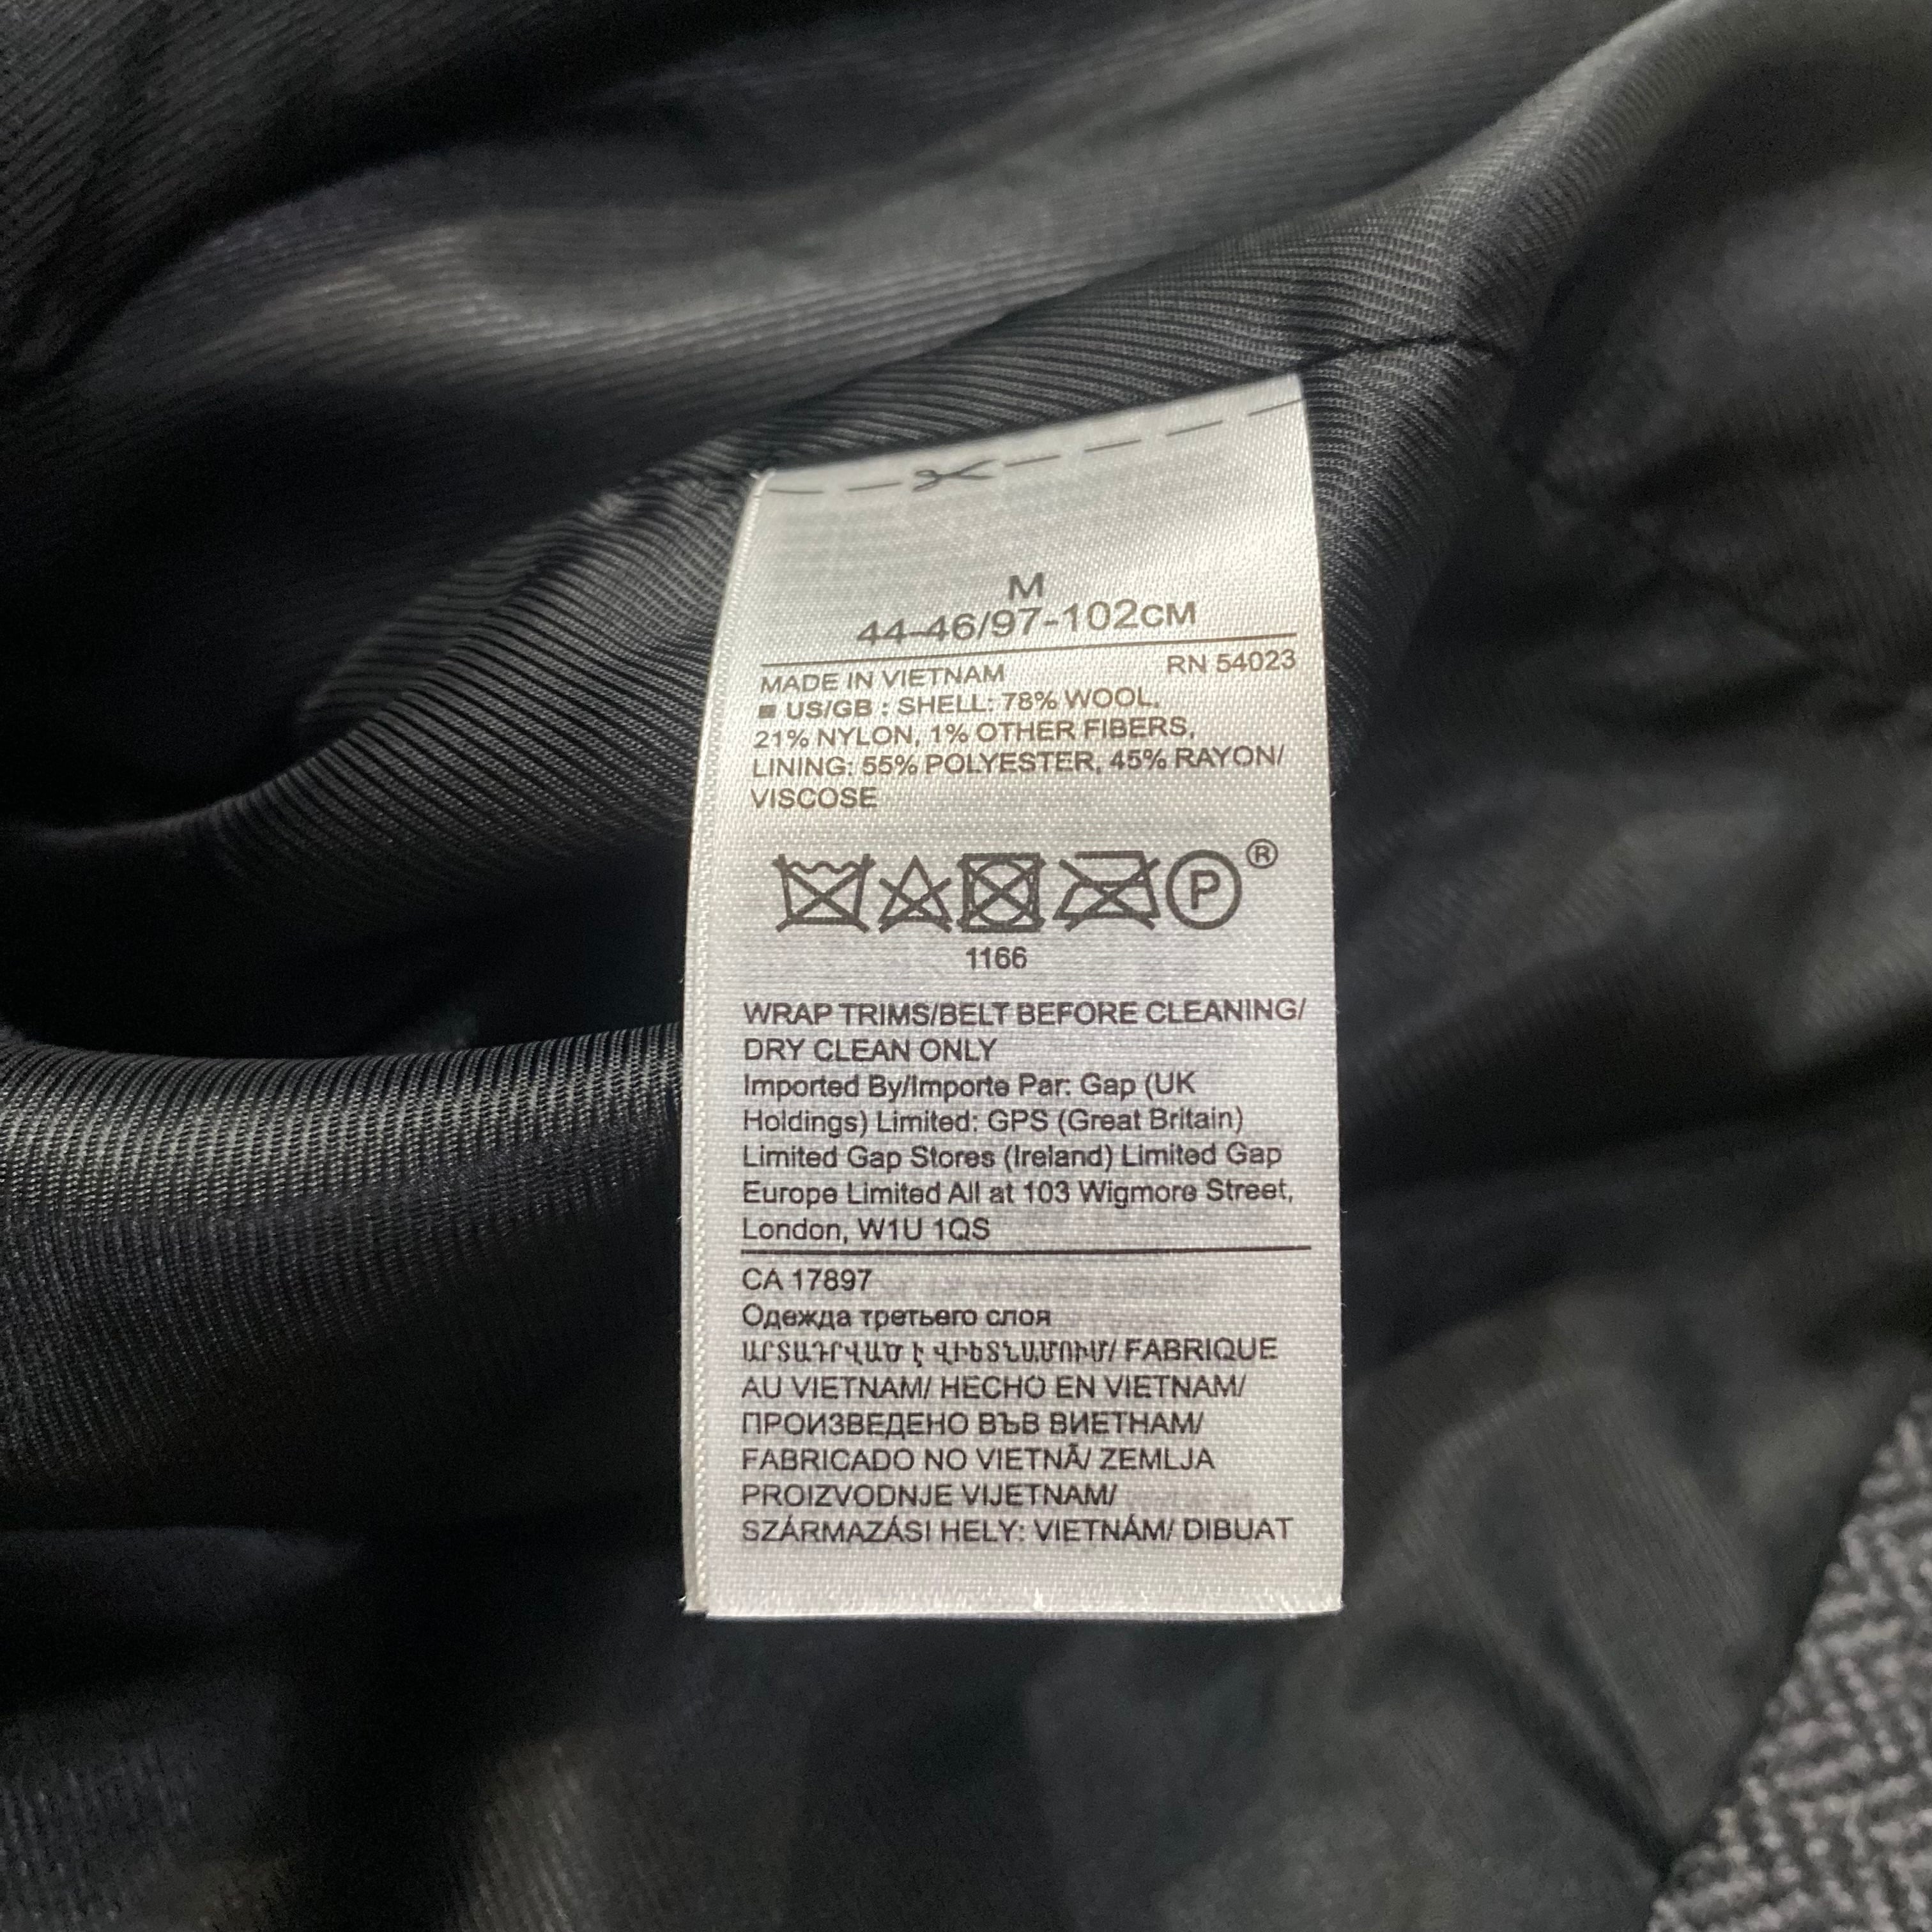 M
44-46/97-102CM
MADE IN VIETNAM RN 54023
■ US/GB : SHELL: 78% WOOL,
21% NYLON, 1% OTHER FIBERS,
LINING: 55% POLYESTER, 45% RAYON/
VISCOSE
P ®
1166
WRAP TRIMS/BELT BEFORE CLEANING/
DRY CLEAN ONLY
Imported By/Importe Par: Gap (UK
Holdings) Limited; GPS (Great Britain)
Limited Gap Stores (Ireland) Limited Gap
Europe Limited All at 103 Wigmore Street,
London, W1U 1QS
CA 17897
Одежда третьего слоя
ԱՐՏԱԴՐՎԱԾ Է ՎԻԵՏՆԱՄՈՒՄ/ FABRIQUE
AU VIETNAM/ HECHO EN VIETNAM/
ПРОИЗВЕДЕНО ВЪВ ВИЕТНАМ/
FABRICADO NO VIETNÃ/ ZEMLJA
PROIZVODNJE VIJETNAM/
SZÁRMAZÁSI HELY: VIETNÁM/ DIBUAT